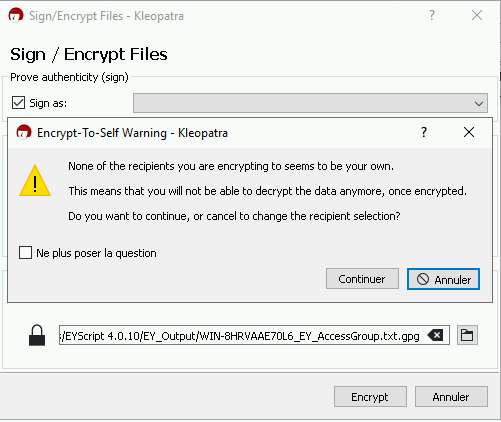 Sign/Encrypt Files - Kleopatra
Sign / Encrypt Files
Prove authenticity (sign)
Sign as:
Encrypt-To-Self Warning - Kleopatra
None of the recipients you are encrypting to seems to be your own.
This means that you will not be able to decrypt the data anymore, once encrypted.
Do you want to continue, or cancel to change the recipient selection?
Ne plus poser la question
Continuer
Annuler
s/EYScript 4.0.10/EY_Output/WIN-8HRVAAE70L6_EY_AccessGroup.txt.gpg
Encrypt
Annuler